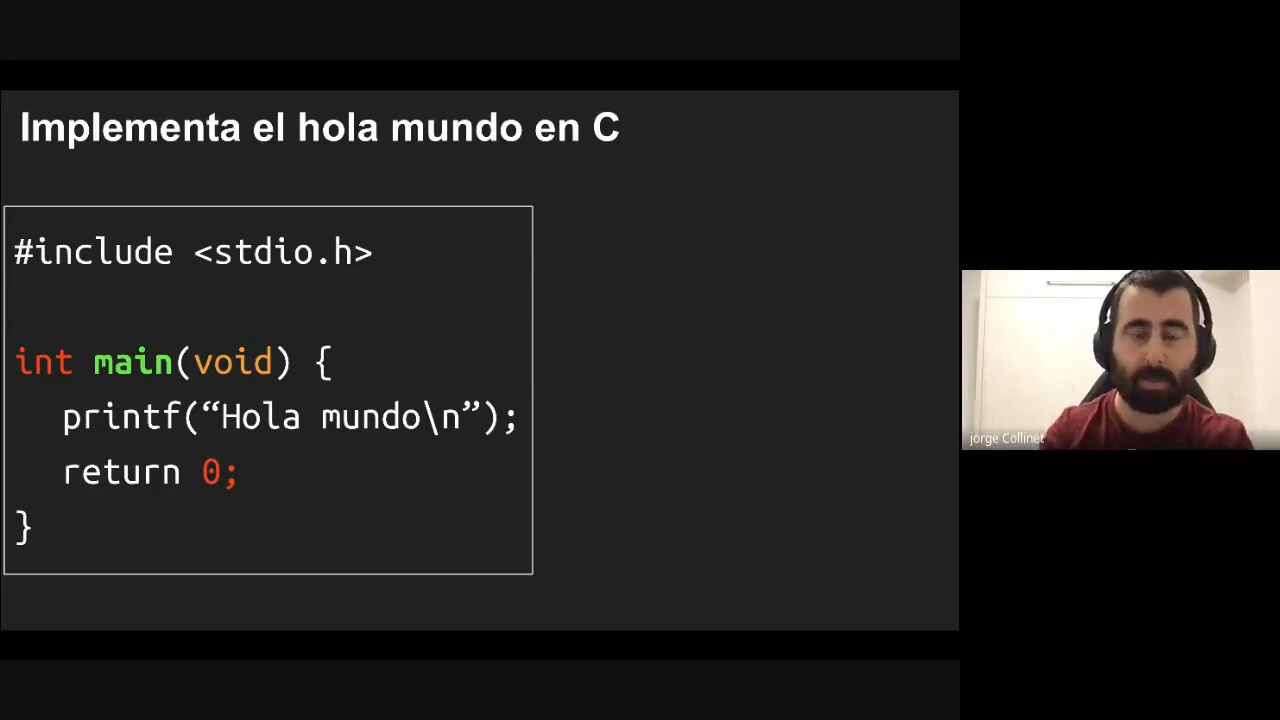 Implementa el hola mundo en C
#include <stdio.h>
int main(void) {
printf(“Hola mundo\n”);
return 0;
}
jorge Collinet